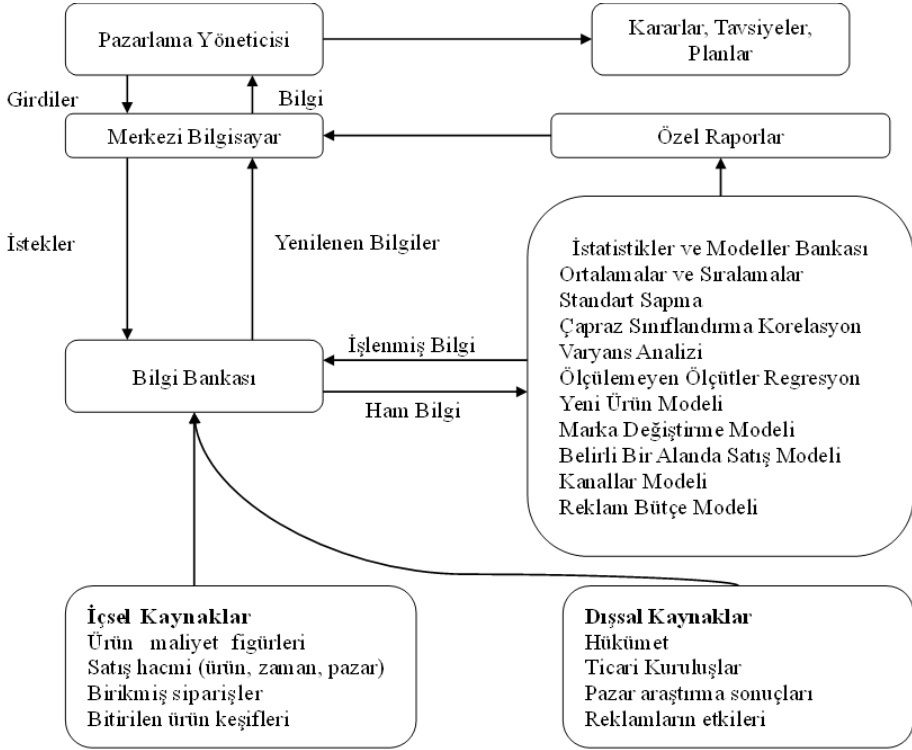 Pazarlama Yöneticisi
Kararlar, Tavsiyeler,
Planlar
Girdiler
Bilgi
Merkezi Bilgisayar
Özel Raporlar
İstekler
Yenilenen Bilgiler
İstatistikler ve Modeller Bankası
Ortalamalar ve Sıralamalar
Standart Sapma
Çapraz Sınıflandırma Korelasyon
Varyans Analizi
Ölçülemeyen Ölçütler Regresyon
Yeni Ürün Modeli
Marka Değiştirme Modeli
Belirli Bir Alanda Satış Modeli
Kanallar Modeli
Reklam Bütçe Modeli
İşlenmiş Bilgi
Bilgi Bankası
Ham Bilgi
İçsel Kaynaklar
Ürün maliyet figürleri
Satış hacmi (ürün, zaman, pazar)
Birikmiş siparişler
Bitirilen ürün keşifleri
Dışsal Kaynaklar
Hükümet
Ticari Kuruluşlar
Pazar araştırma sonuçları
Reklamların etkileri